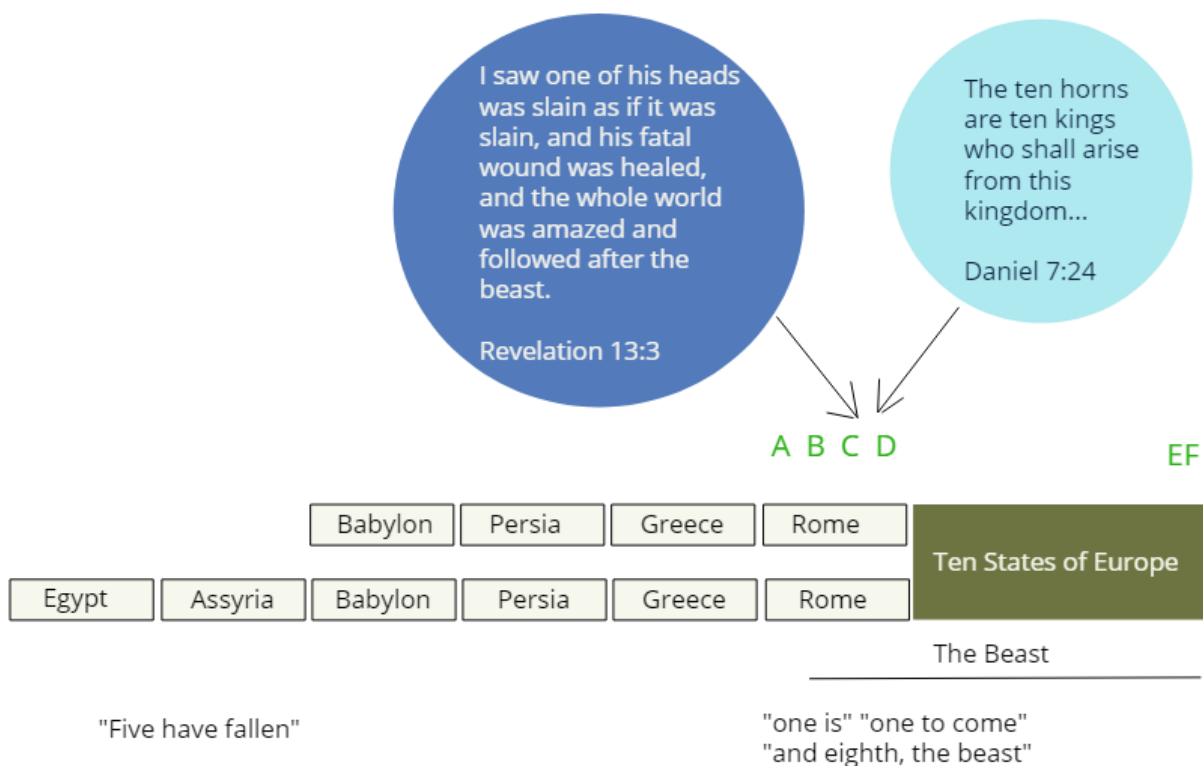 I saw one of his heads
was slain as if it was
slain, and his fatal
wound was healed,
and the whole world
was amazed and
followed after the
beast.
Revelation 13:3
The ten horns
are ten kings
who shall arise
from this
kingdom...
Daniel 7:24
A B C D
EF
Babylon
Persia
Greece
Rome
Ten States of Europe
Egypt
Assyria
Babylon
Persia
Greece
Rome
The Beast
"Five have fallen"
"one is" "one to come"
"and eighth, the beast"